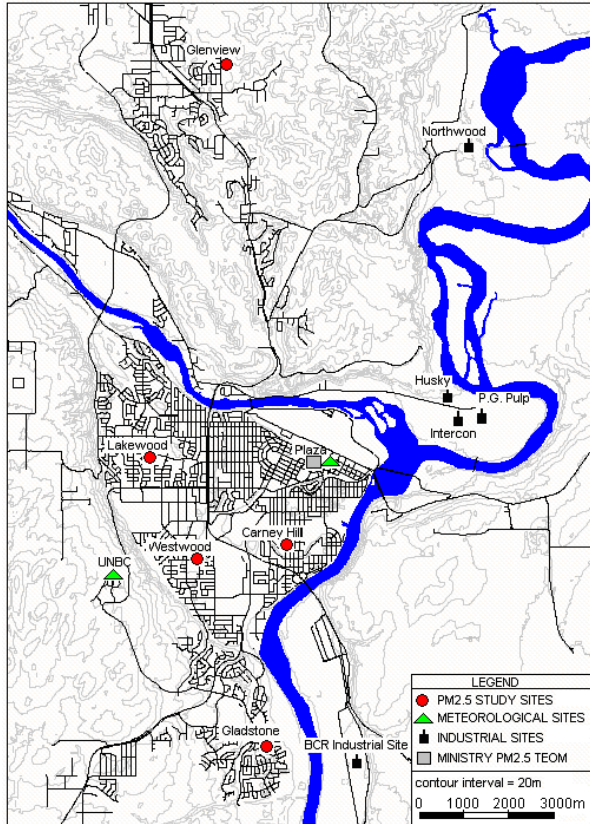 Glenview
Northwood
Husky
P.G. Pulp
Intercon
Lakewood
Plaza
Carney Hill
Westwood
UNBC
Gladstone
BCR Industrial Site
LEGEND
PM2.5 STUDY SITES
METEOROLOGICAL SITES
INDUSTRIAL SITES
MINISTRY PM2.5 TEOM
contour interval = 20m
0 1000 2000 3000m